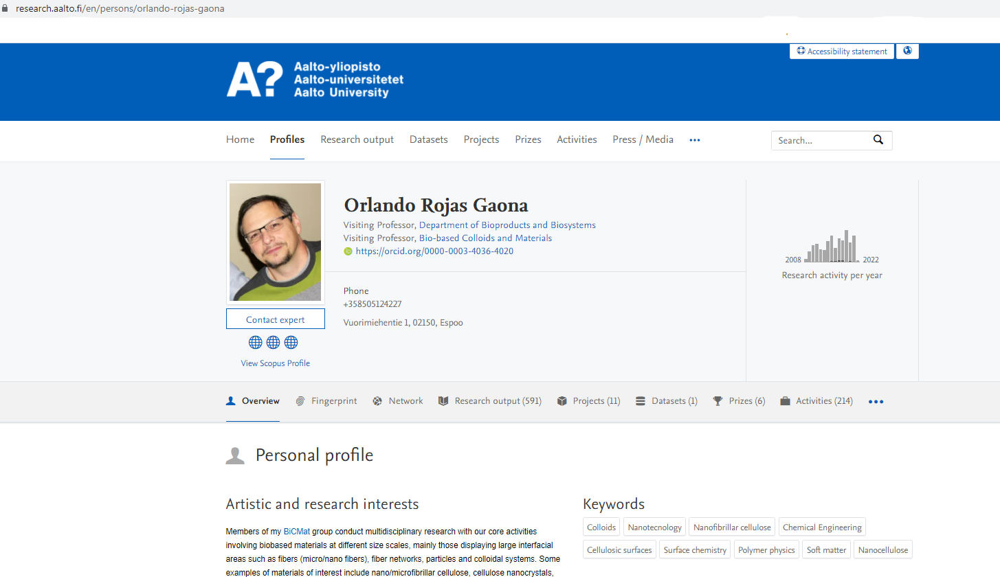 research.aalto.fi/en/persons/orlando-rojas-gaona
Accessibility statement
A?
Aalto-yliopisto
Aalto-universitetet
Aalto University
Home Profiles Research output Datasets Projects Prizes Activities Press / Media •••
Search...
Orlando Rojas Gaona
Visiting Professor, Department of Bioproducts and Biosystems
Visiting Professor, Bio-based Colloids and Materials
iD https://orcid.org/0000-0003-4036-4020
2008 2022
Research activity per year
Phone
+358505124227
Vuorimiehentie 1, 02150, Espoo
Contact expert
View Scopus Profile
Overview Fingerprint Network Research output (591) Projects (11) Datasets (1) Prizes (6) Activities (214) •••
Personal profile
Artistic and research interests
Members of my BiCMat group conduct multidisciplinary research with our core activities
involving biobased materials at different size scales, mainly those displaying large interfacial
areas such as fibers (micro/nano fibers), fiber networks, particles and colloidal systems. Some
examples of materials of interest include nano/microfibrillar cellulose, cellulose nanocrystals,
Keywords
Colloids Nanotecnology Nanofibrillar cellulose Chemical Engineering
Cellulosic surfaces Surface chemistry Polymer physics Soft matter Nanocellulose